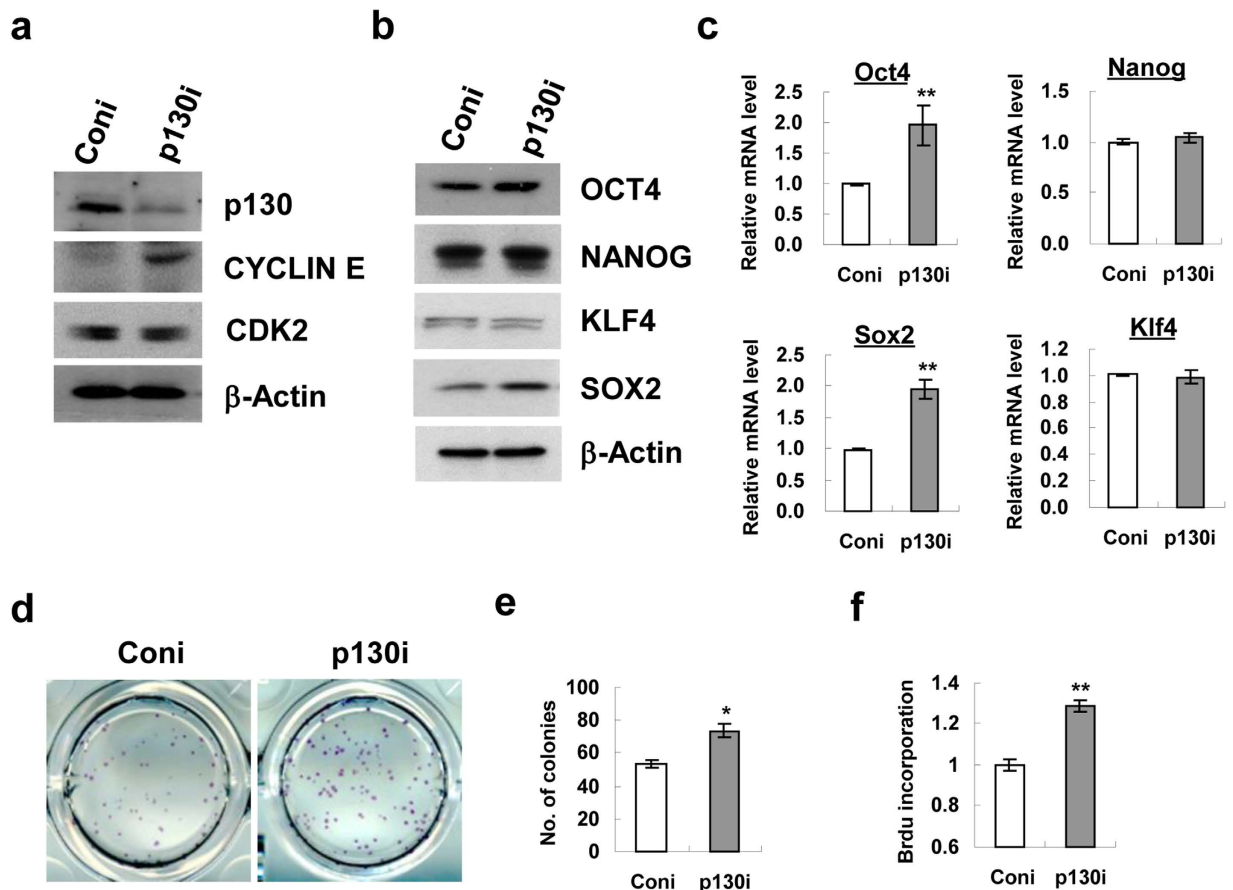 a
Coni p130i
p130
CYCLIN E
CDK2
β-Actin
b
Coni p130i
OCT4
NANOG
KLF4
SOX2
β-Actin
c
Oct4
Relative mRNA level
2.5
2.0
1.5
1.0
0.5
0.0
**
Coni p130i
Nanog
Relative mRNA level
1.5
1.0
0.5
0.0
Coni p130i
Sox2
Relative mRNA level
2.5
2.0
1.5
1.0
0.5
0.0
**
Coni p130i
Klf4
Relative mRNA level
1.2
1.0
0.8
0.6
0.4
0.2
0.0
Coni p130i
d
Coni p130i
e
No. of colonies
100
80
60
40
20
0
*
Coni p130i
f
Brdu incorporation
1.4
1.2
1
0.8
0.6
**
Coni p130i